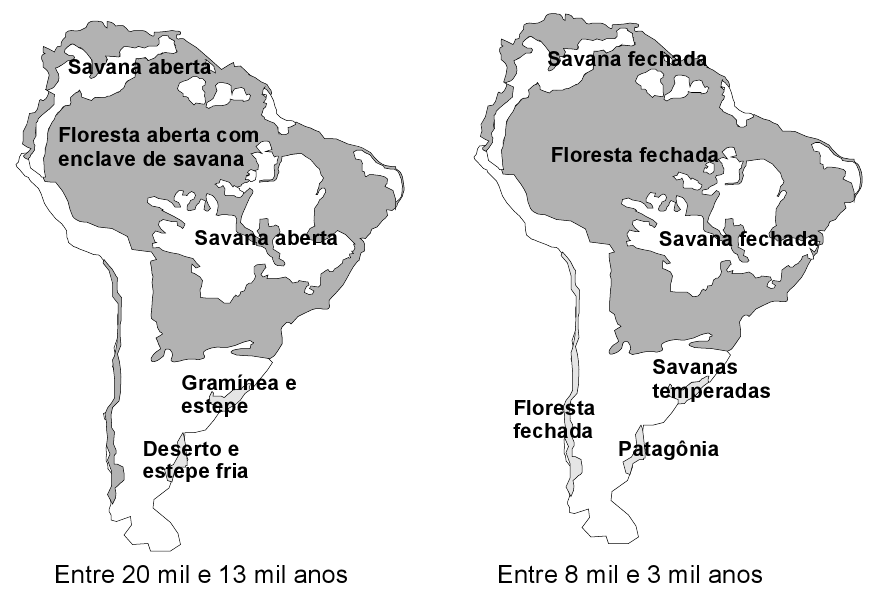 Savana aberta
Floresta aberta com
enclave de savana
Savana aberta
Gramínea e
estepe
Deserto e
estepe fria
Entre 20 mil e 13 mil anos
Savana fechada
Floresta fechada
Savana fechada
Savanas
temperadas
Floresta
fechada
Patagônia
Entre 8 mil e 3 mil anos